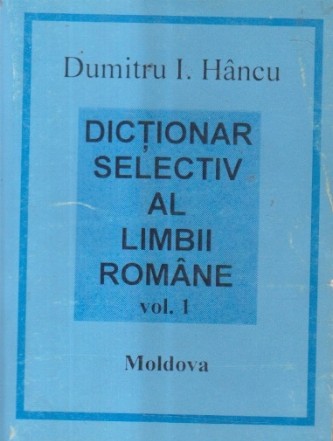 Dumitru I. Hâncu
DICȚIONAR
SELECTIV
AL
LIMBII
ROMÂNE
vol. I
Moldova